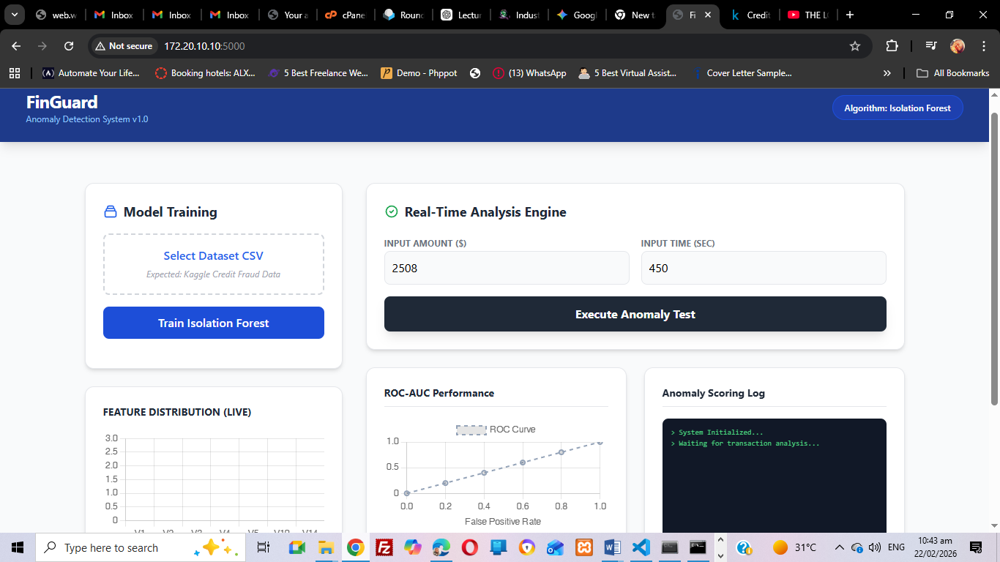 web.w
Inbox
Inbox
Inbox
Your a
cPane
Roun
Lectur
Indust
Googl
New t
Fi
Credit
THE L
Not secure
172.20.10.10:5000
Automate Your Life...
Booking hotels: ALX...
5 Best Freelance We...
Demo - Phppot
(13) WhatsApp
5 Best Virtual Assist...
Cover Letter Sample...
All Bookmarks
FinGuard
Anomaly Detection System v1.0
Algorithm: Isolation Forest
Model Training
Select Dataset CSV
Expected: Kaggle Credit Fraud Data
Train Isolation Forest
Real-Time Analysis Engine
INPUT AMOUNT ($)
INPUT TIME (SEC)
2508
450
Execute Anomaly Test
FEATURE DISTRIBUTION (LIVE)
3.0
2.5
2.0
1.5
1.0
0.5
0
V1 V2 V3 V4 V5 V10 V14
ROC-AUC Performance
ROC Curve
1.0
0.5
0
0.0 0.2 0.4 0.6 0.8 1.0
False Positive Rate
Anomaly Scoring Log
> System Initialized...
> Waiting for transaction analysis...
Type here to search
31°C
ENG
10:43 am
22/02/2026